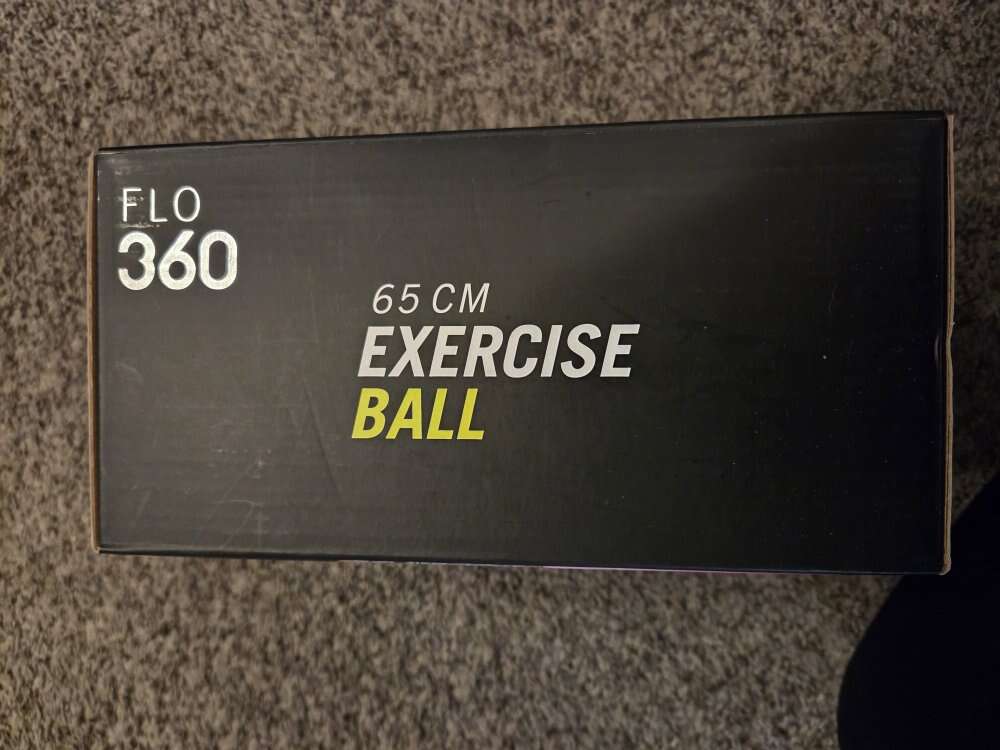 FLO
360
65 CM
EXERCISE
BALL